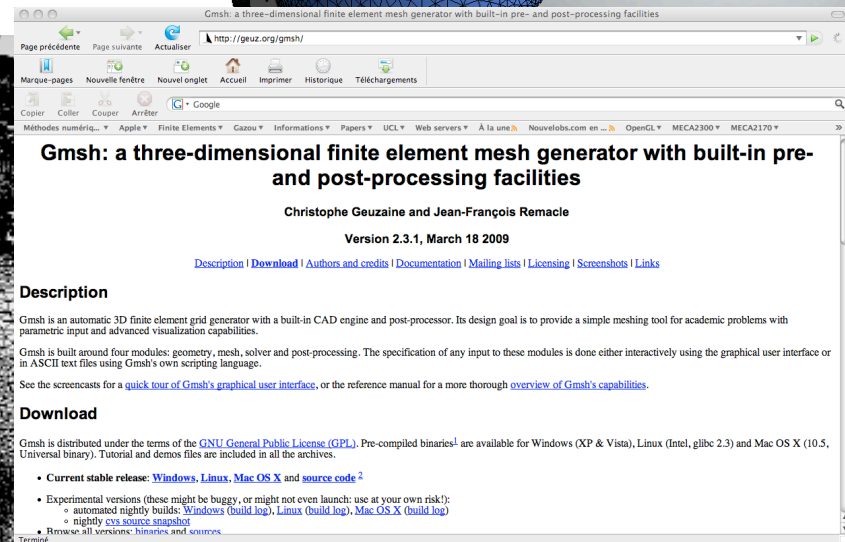 Gmsh: a three-dimensional finite element mesh generator with built-in pre- and post-processing facilities
http://geuz.org/gmsh/
Page précédente Page suivante Actualiser
Marque-pages Nouvelle fenêtre Nouvel onglet Accueil Imprimer Historique Téléchargements
G Google
Copier Coller Couper Arrêter
Méthodes numériq... Apple Finite Elements Gazou Informations Papers UCL Web servers À la une Nouvelobs.com en ... OpenGL MECA2300 MECA2170 »
Gmsh: a three-dimensional finite element mesh generator with built-in pre-
and post-processing facilities
Christophe Geuzaine and Jean-François Remacle
Version 2.3.1, March 18 2009
Description | Download | Authors and credits | Documentation | Mailing lists | Licensing | Screenshots | Links
Description
Gmsh is an automatic 3D finite element grid generator with a built-in CAD engine and post-processor. Its design goal is to provide a simple meshing tool for academic problems with
parametric input and advanced visualization capabilities.
Gmsh is built around four modules: geometry, mesh, solver and post-processing. The specification of any input to these modules is done either interactively using the graphical user interface or
in ASCII text files using Gmsh's own scripting language.
See the screencasts for a quick tour of Gmsh's graphical user interface, or the reference manual for a more thorough overview of Gmsh's capabilities.
Download
Gmsh is distributed under the terms of the GNU General Public License (GPL). Pre-compiled binaries1 are available for Windows (XP & Vista), Linux (Intel, glibc 2.3) and Mac OS X (10.5,
Universal binary). Tutorial and demos files are included in all the archives.
• Current stable release: Windows, Linux, Mac OS X and source code 2
• Experimental versions (these might be buggy, or might not even launch: use at your own risk!):
○ automated nightly builds: Windows (build log), Linux (build log), Mac OS X (build log)
○ nightly cvs source snapshot
• Browse all versions: binaries and sources
Terminé